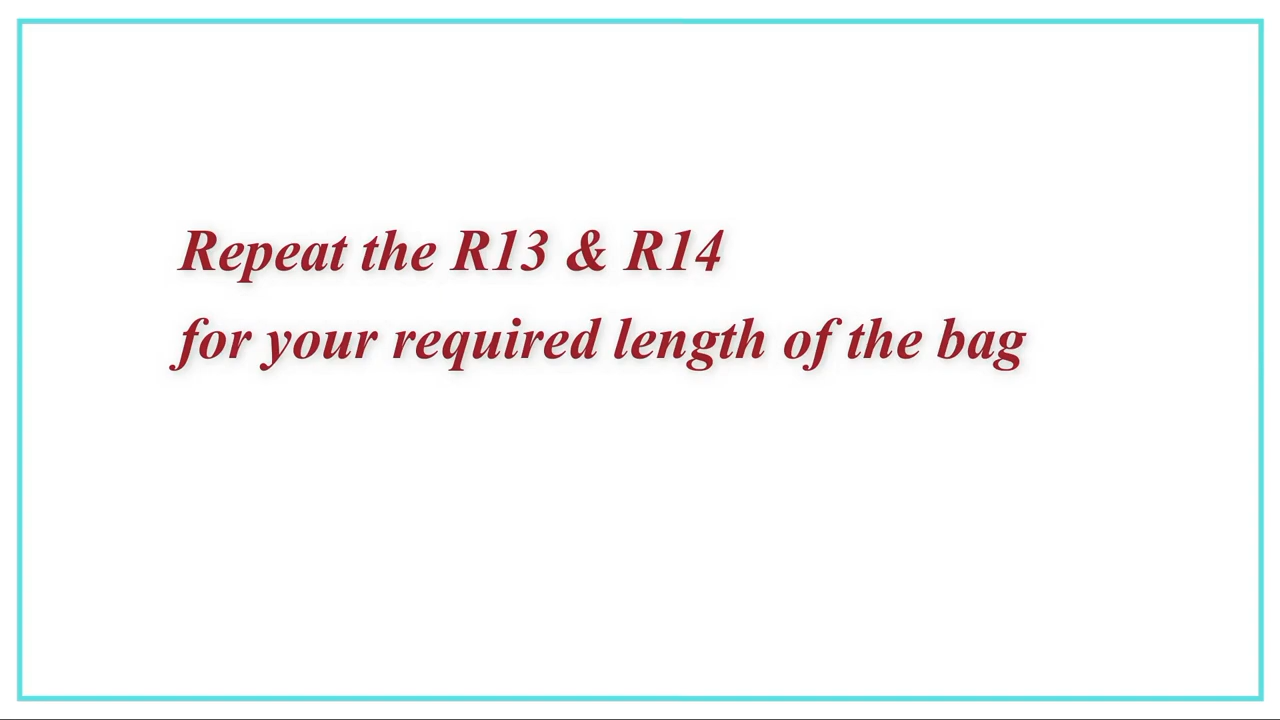 Repeat the R13 & R14
for your required length of the bag